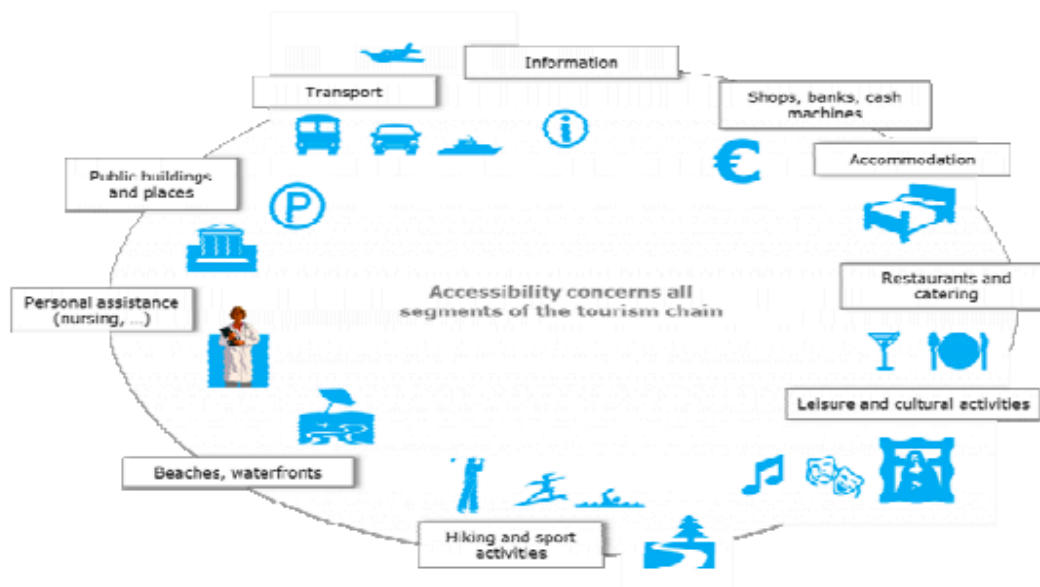 Information
Transport
Shops, banks, cash
machines
Accommodation
Public buildings
and places
P
i
€
Restaurants and
catering
Personal assistance
(nursing, ...)
Accessibility concerns all
segments of the tourism chain
Leisure and cultural activities
Beaches, waterfronts
Hiking and sport
activities